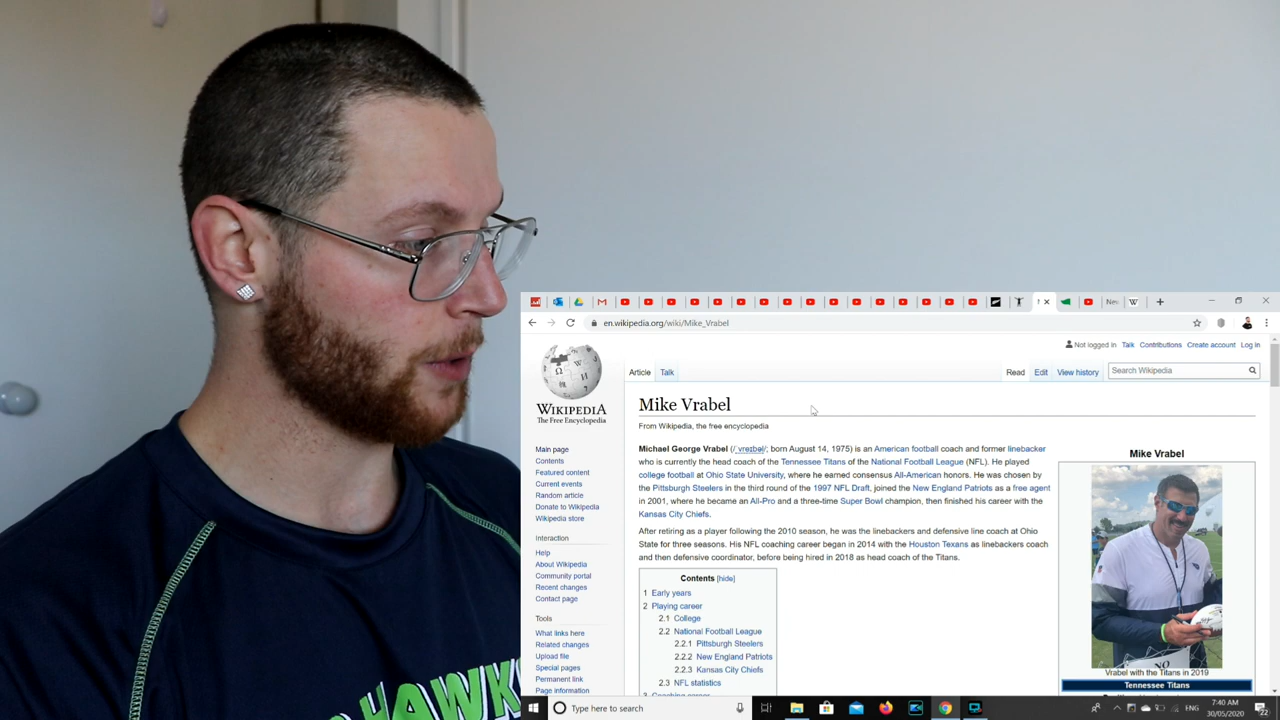 en.wikipedia.org/wiki/Mike_Vrabel
Not logged in Talk Contributions Create account Log in
Article Talk Read Edit View history Search Wikipedia
WIKIPEDIA
The Free Encyclopedia
Main page
Contents
Featured content
Current events
Random article
Donate to Wikipedia
Wikipedia store
Interaction
Help
About Wikipedia
Community portal
Recent changes
Contact page
Tools
What links here
Related changes
Upload file
Special pages
Permanent link
Page information
Mike Vrabel
From Wikipedia, the free encyclopedia
Michael George Vrabel (/ˈvreɪbəl/; born August 14, 1975) is an American football coach and former linebacker
who is currently the head coach of the Tennessee Titans of the National Football League (NFL). He played
college football at Ohio State University, where he earned consensus All-American honors. He was chosen by
the Pittsburgh Steelers in the third round of the 1997 NFL Draft, joined the New England Patriots as a free agent
in 2001, where he became an All-Pro and a three-time Super Bowl champion, then finished his career with the
Kansas City Chiefs.
After retiring as a player following the 2010 season, he was the linebackers and defensive line coach at Ohio
State for three seasons. His NFL coaching career began in 2014 with the Houston Texans as linebackers coach
and then defensive coordinator, before being hired in 2018 as head coach of the Titans.
Contents [hide]
1 Early years
2 Playing career
2.1 College
2.2 National Football League
2.2.1 Pittsburgh Steelers
2.2.2 New England Patriots
2.2.3 Kansas City Chiefs
2.3 NFL statistics
3 Coaching career
Mike Vrabel
Vrabel with the Titans in 2019
Tennessee Titans
Type here to search
ENG
7:40 AM
30/05/2020
22